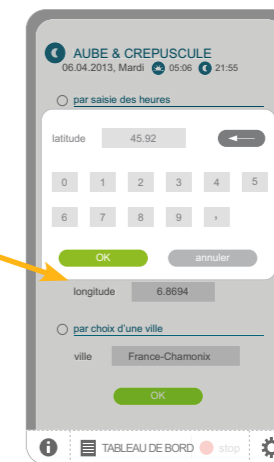 AUBE & CREPUSCULE
06.04.2013, Mardi 05:06 21:55
par saisie des heures
latitude 45.92
0 1 2 3 4 5
6 7 8 9 ,
OK annuler
longitude 6.8694
par choix d'une ville
ville France-Chamonix
OK
TABLEAU DE BORD stop